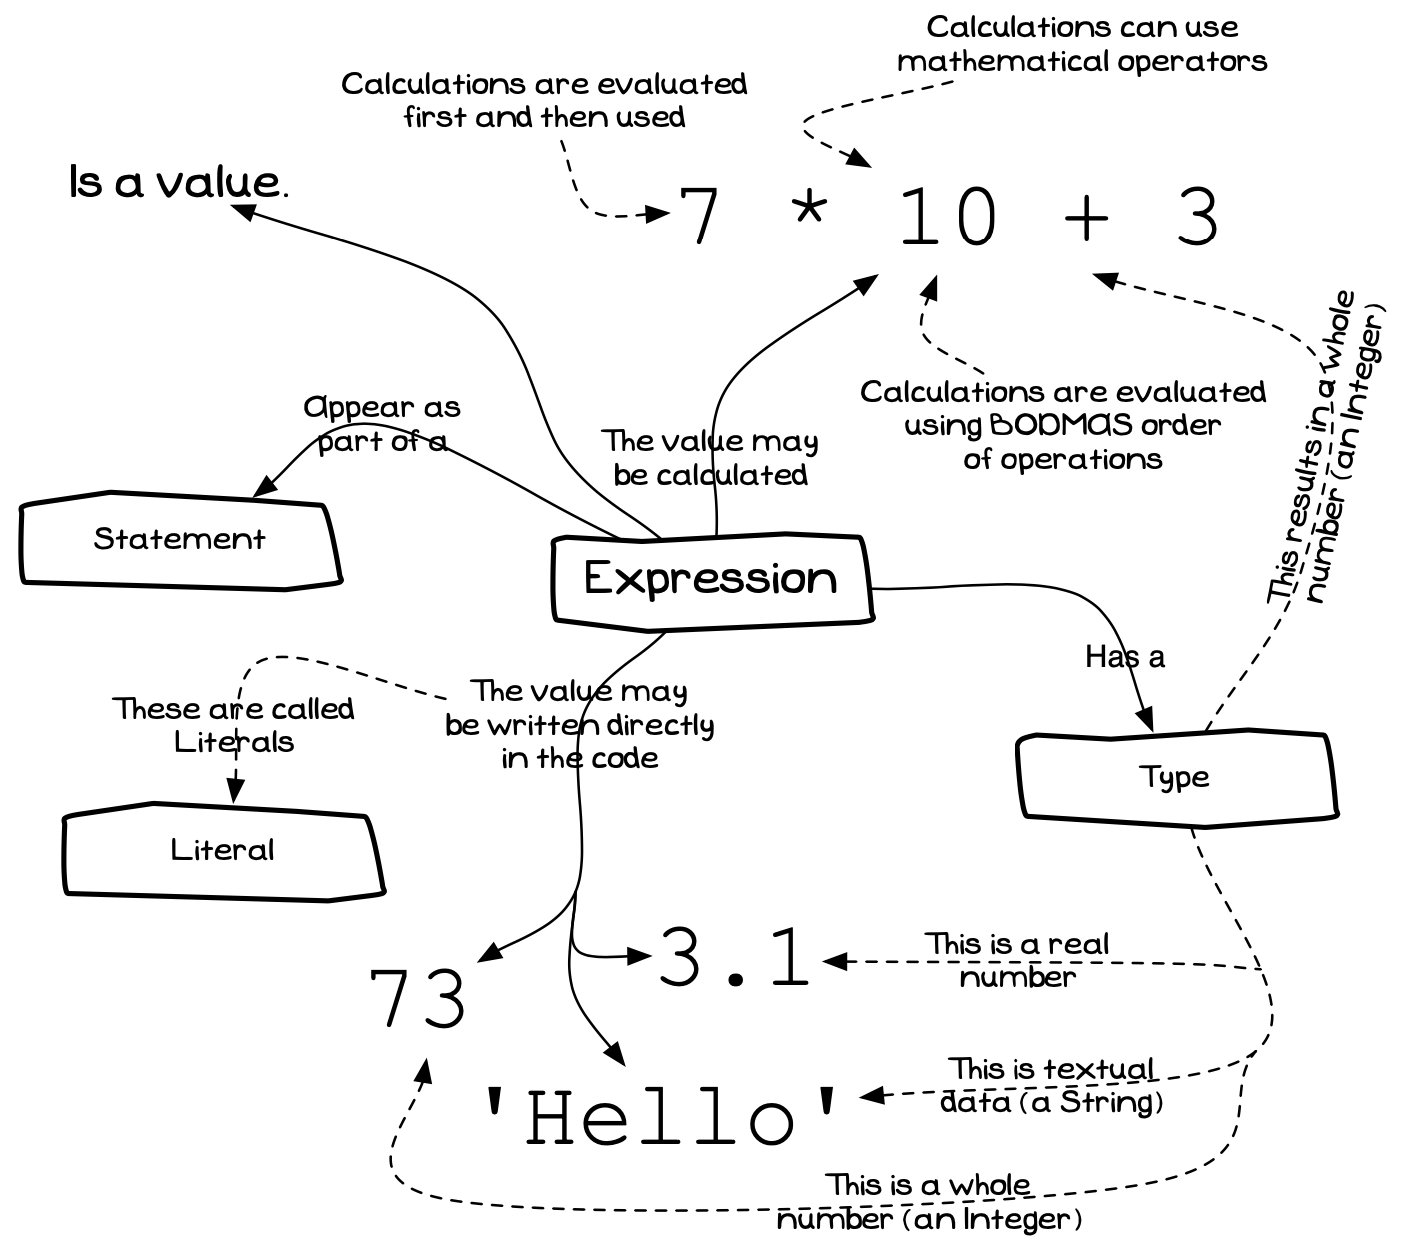 Calculations can use
mathematical operators
Calculations are evaluated
first and then used
Is a value.
7 * 10 + 3
This results in a whole
number (an Integer)
Calculations are evaluated
using BODMAS order
of operations
Appear as
part of a
The value may
be calculated
Statement
Expression
Has a
The value may
be written directly
in the code
These are called
Literals
Type
Literal
This is a real
number
3.1
73
This is textual
data (a String)
'Hello'
This is a whole
number (an Integer)